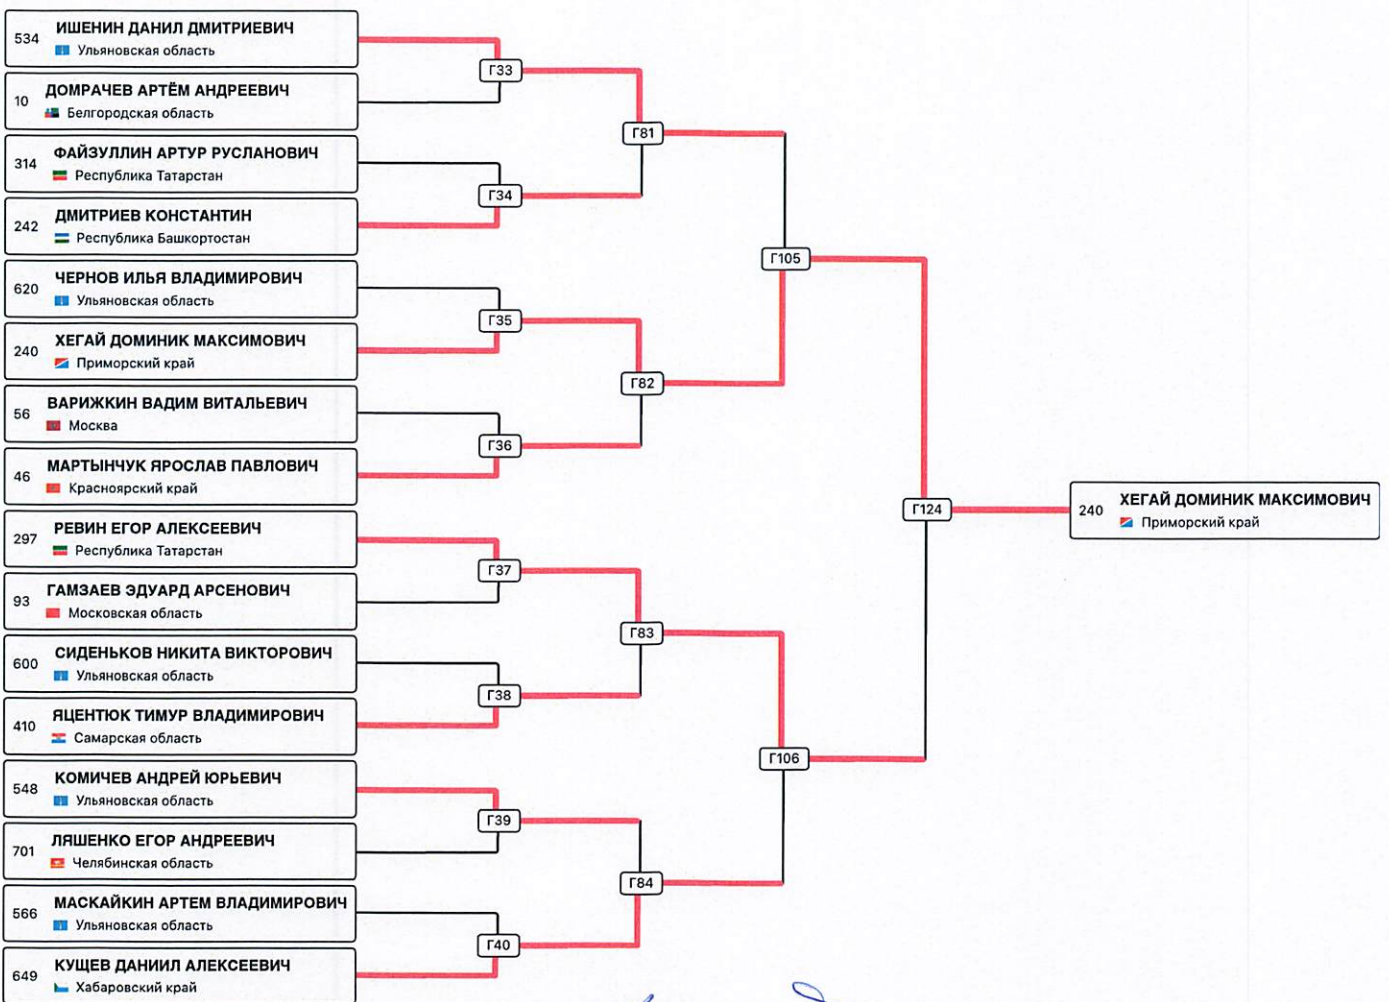 534 ИШЕНИН ДАНИЛ ДМИТРИЕВИЧ
Ульяновская область
Г33
10 ДОМРАЧЕВ АРТЁМ АНДРЕЕВИЧ
Белгородская область
Г81
314 ФАЙЗУЛЛИН АРТУР РУСЛАНОВИЧ
Республика Татарстан
Г34
242 ДМИТРИЕВ КОНСТАНТИН
Республика Башкортостан
Г105
620 ЧЕРНОВ ИЛЬЯ ВЛАДИМИРОВИЧ
Ульяновская область
Г35
240 ХЕГАЙ ДОМИНИК МАКСИМОВИЧ
Приморский край
Г82
56 ВАРИЖКИН ВАДИМ ВИТАЛЬЕВИЧ
Москва
Г36
46 МАРТЫНЧУК ЯРОСЛАВ ПАВЛОВИЧ
Красноярский край
Г124
240 ХЕГАЙ ДОМИНИК МАКСИМОВИЧ
Приморский край
297 РЕВИН ЕГОР АЛЕКСЕЕВИЧ
Республика Татарстан
Г37
93 ГАМЗАЕВ ЭДУАРД АРСЕНОВИЧ
Московская область
Г83
600 СИДЕНЬКОВ НИКИТА ВИКТОРОВИЧ
Ульяновская область
Г38
410 ЯЦЕНТЮК ТИМУР ВЛАДИМИРОВИЧ
Самарская область
Г106
548 КОМИЧЕВ АНДРЕЙ ЮРЬЕВИЧ
Ульяновская область
Г39
701 ЛЯШЕНКО ЕГОР АНДРЕЕВИЧ
Челябинская область
Г84
566 МАСКАЙКИН АРТЕМ ВЛАДИМИРОВИЧ
Ульяновская область
Г40
649 КУЩЕВ ДАНИИЛ АЛЕКСЕЕВИЧ
Хабаровский край